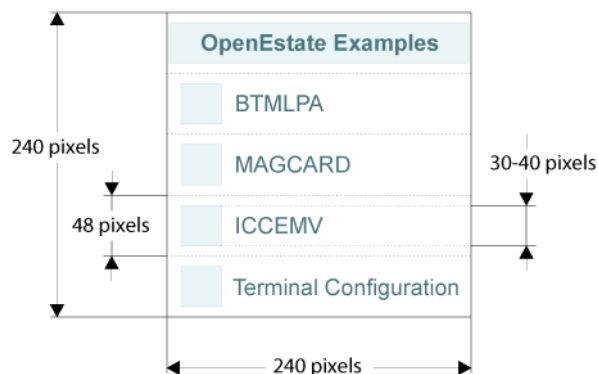 OpenEstate Examples
BTMLPA
240 pixels
MAGCARD
30-40 pixels
48 pixels
ICCEMV
Terminal Configuration
240 pixels